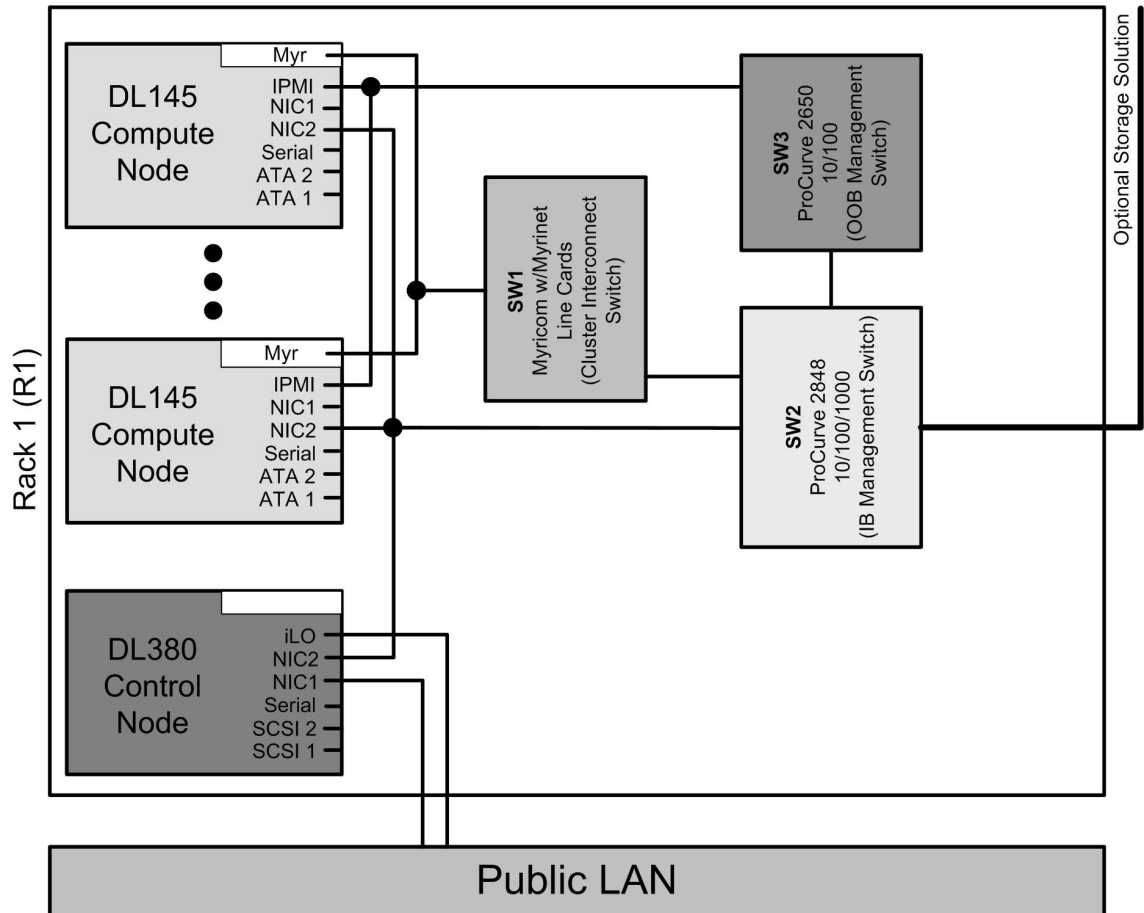 Rack 1 (R1)
DL145
Compute
Node
Myr
IPMI
NIC1
NIC2
Serial
ATA 2
ATA 1
DL145
Compute
Node
Myr
IPMI
NIC1
NIC2
Serial
ATA 2
ATA 1
DL380
Control
Node
iLO
NIC2
NIC1
Serial
SCSI 2
SCSI 1
SW1
Myricom w/Myrinet
Line Cards
(Cluster Interconnect
Switch)
SW3
ProCurve 2650
10/100
(OOB Management
Switch)
SW2
ProCurve 2848
10/100/1000
(IB Management Switch)
Optional Storage Solution
Public LAN